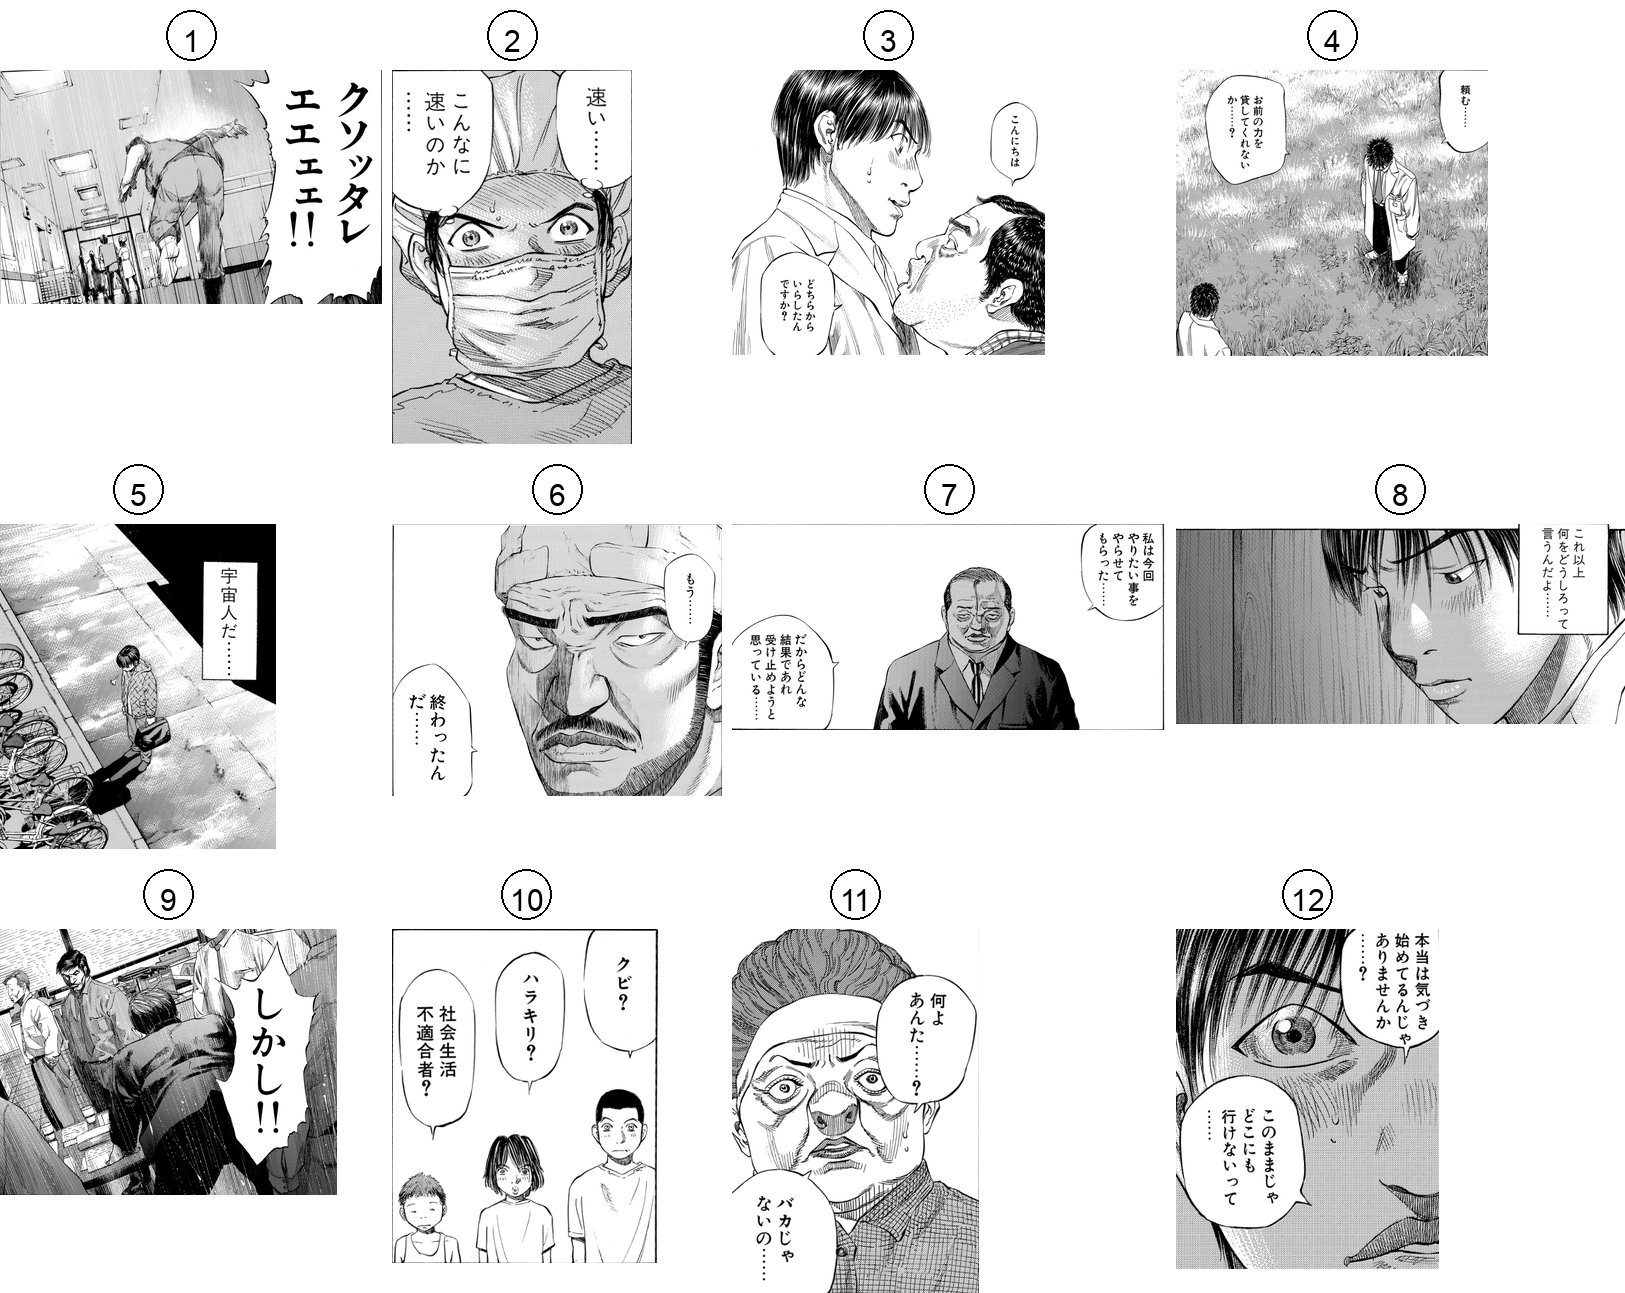 1
クソッタレ
エエェェ!!
2
速い……
こんなに
速いのか
……
3
こんにちは
どちらから
いらしたん
ですか?
4
頼む……
お前の力を
貸してくれない
か……?
5
宇宙人だ……
6
もう……
終わったん
だ……
7
私は今回
やりたい事を
やらせて
もらった……
だからどんな
結果であれ
受け止めようと
思っている……
8
これ以上
何をどうしろって
言うんだよ……
9
しかし!!
10
クビ?
ハラキリ?
社会生活
不適合者?
11
何よ
あんた……?
バカじゃ
ないの……
12
本当は気づき
始めてるんじゃ
ありませんか
……?
このままじゃ
どこにも
行けないって
……